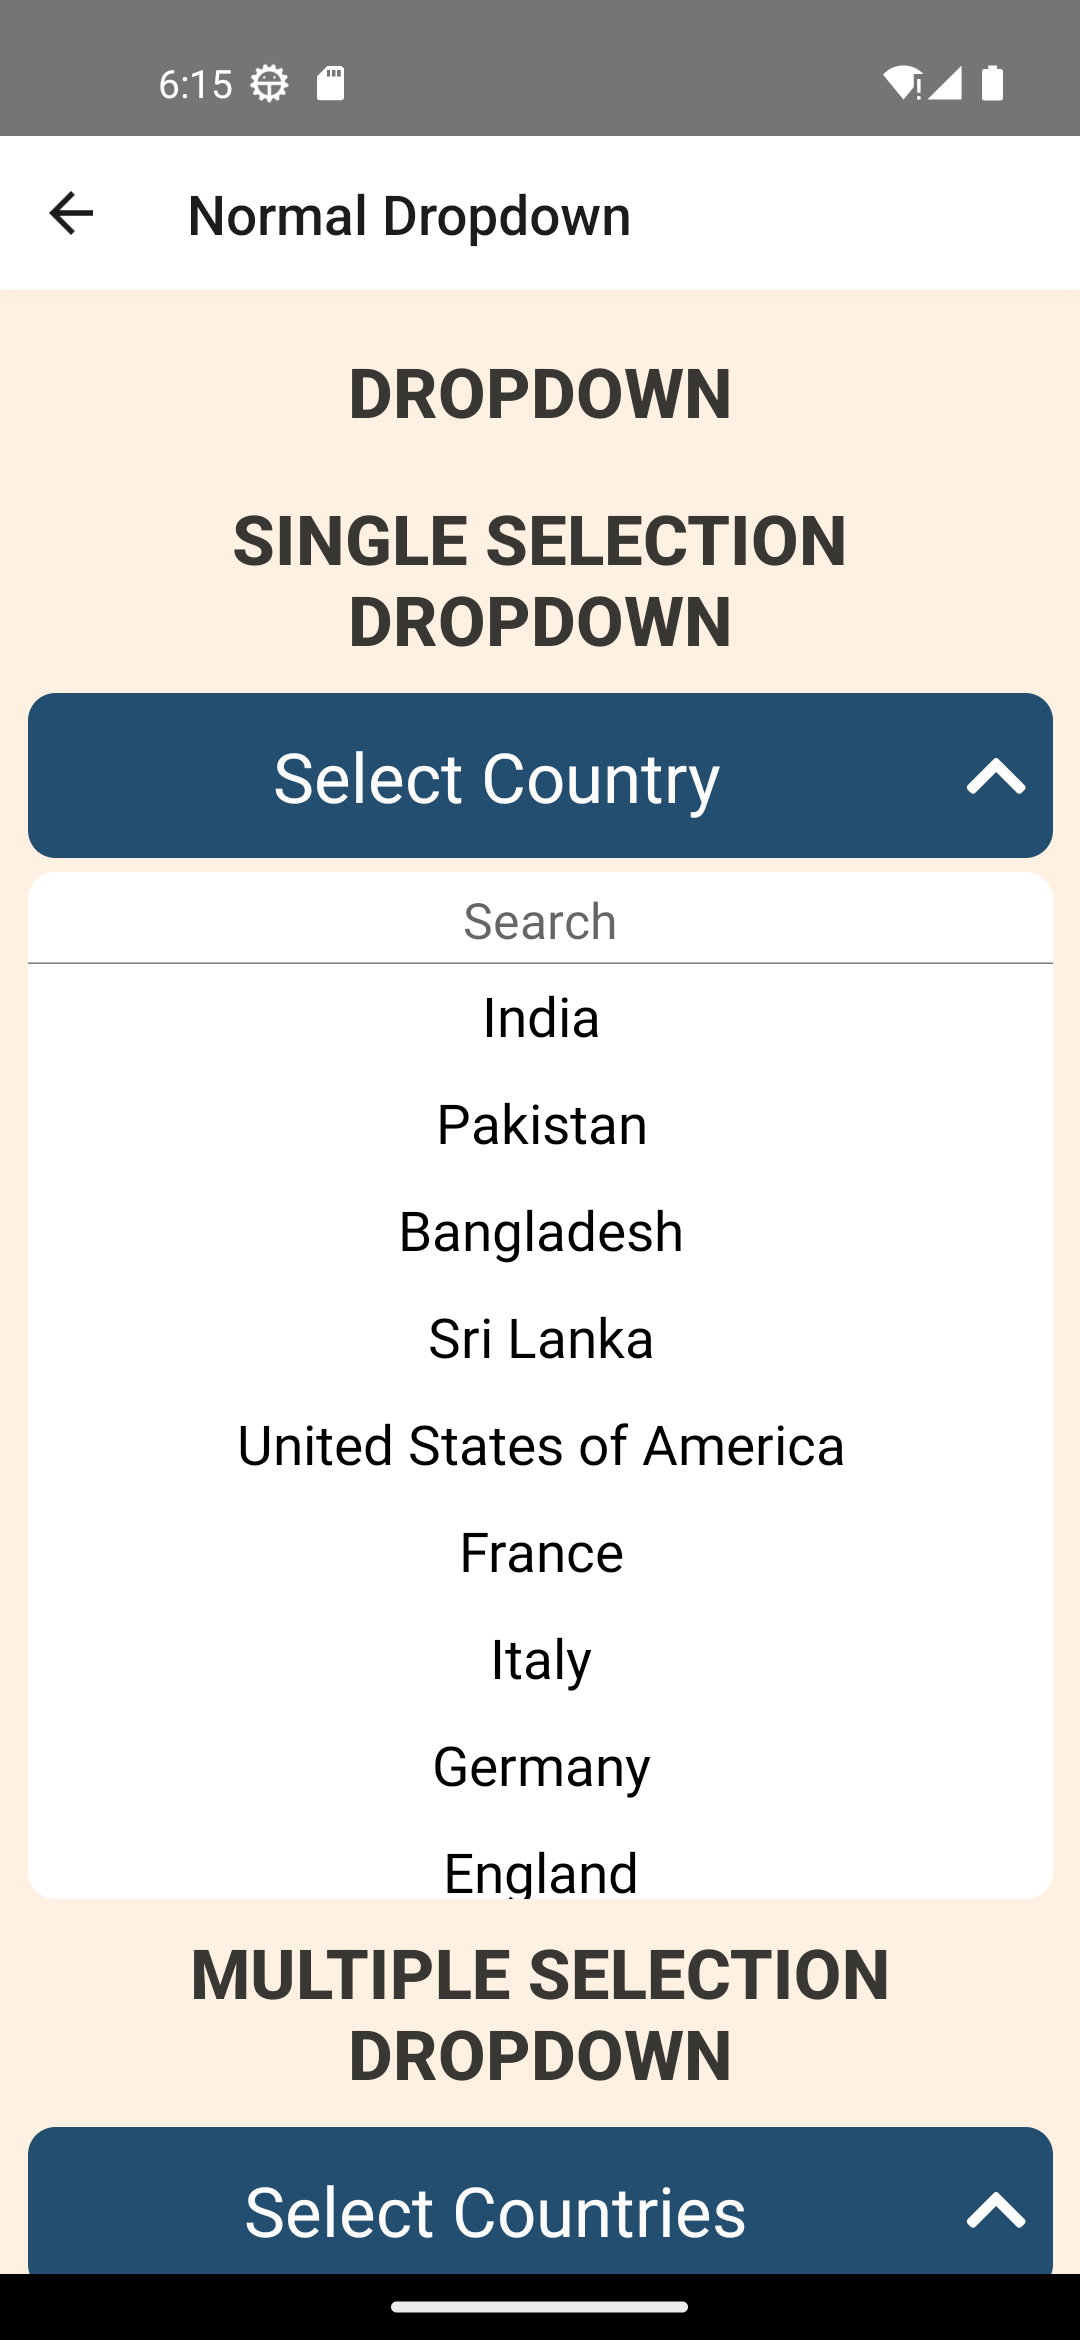 6:15
Normal Dropdown
DROPDOWN
SINGLE SELECTION
DROPDOWN
Select Country
Search
India
Pakistan
Bangladesh
Sri Lanka
United States of America
France
Italy
Germany
England
MULTIPLE SELECTION
DROPDOWN
Select Countries